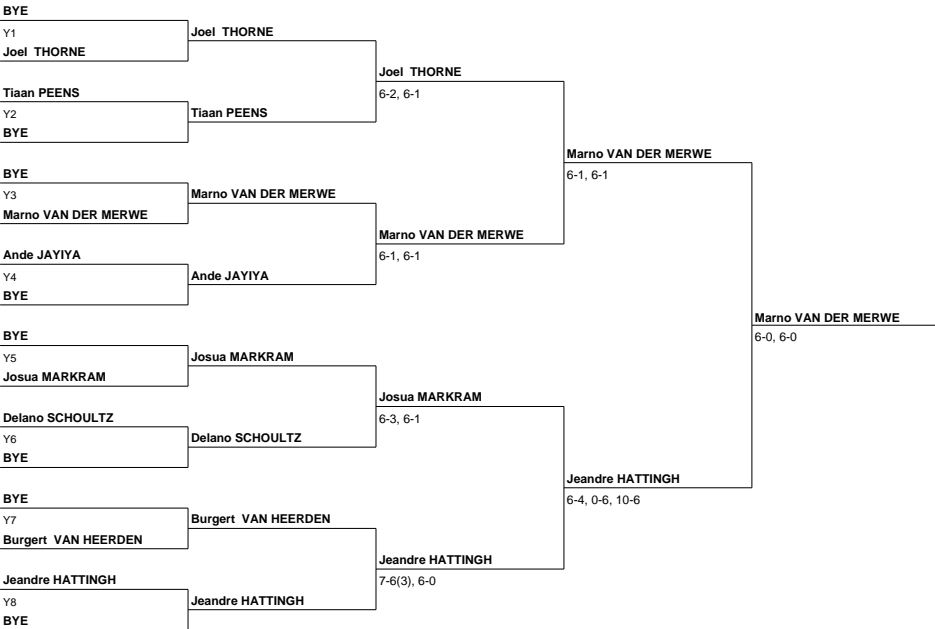 BYE
Y1
Joel THORNE
Tiaan PEENS
Y2
BYE
BYE
Y3
Marno VAN DER MERWE
Ande JAYIYA
Y4
BYE
BYE
Y5
Josua MARKRAM
Delano SCHOULTZ
Y6
BYE
BYE
Y7
Burgert VAN HEERDEN
Jeandre HATTINGH
Y8
BYE
Joel THORNE
Tiaan PEENS
Marno VAN DER MERWE
Ande JAYIYA
Josua MARKRAM
Delano SCHOULTZ
Burgert VAN HEERDEN
Jeandre HATTINGH
Joel THORNE
6-2, 6-1
Marno VAN DER MERWE
6-1, 6-1
Josua MARKRAM
6-3, 6-1
Jeandre HATTINGH
7-6(3), 6-0
Marno VAN DER MERWE
6-1, 6-1
Jeandre HATTINGH
6-4, 0-6, 10-6
Marno VAN DER MERWE
6-0, 6-0